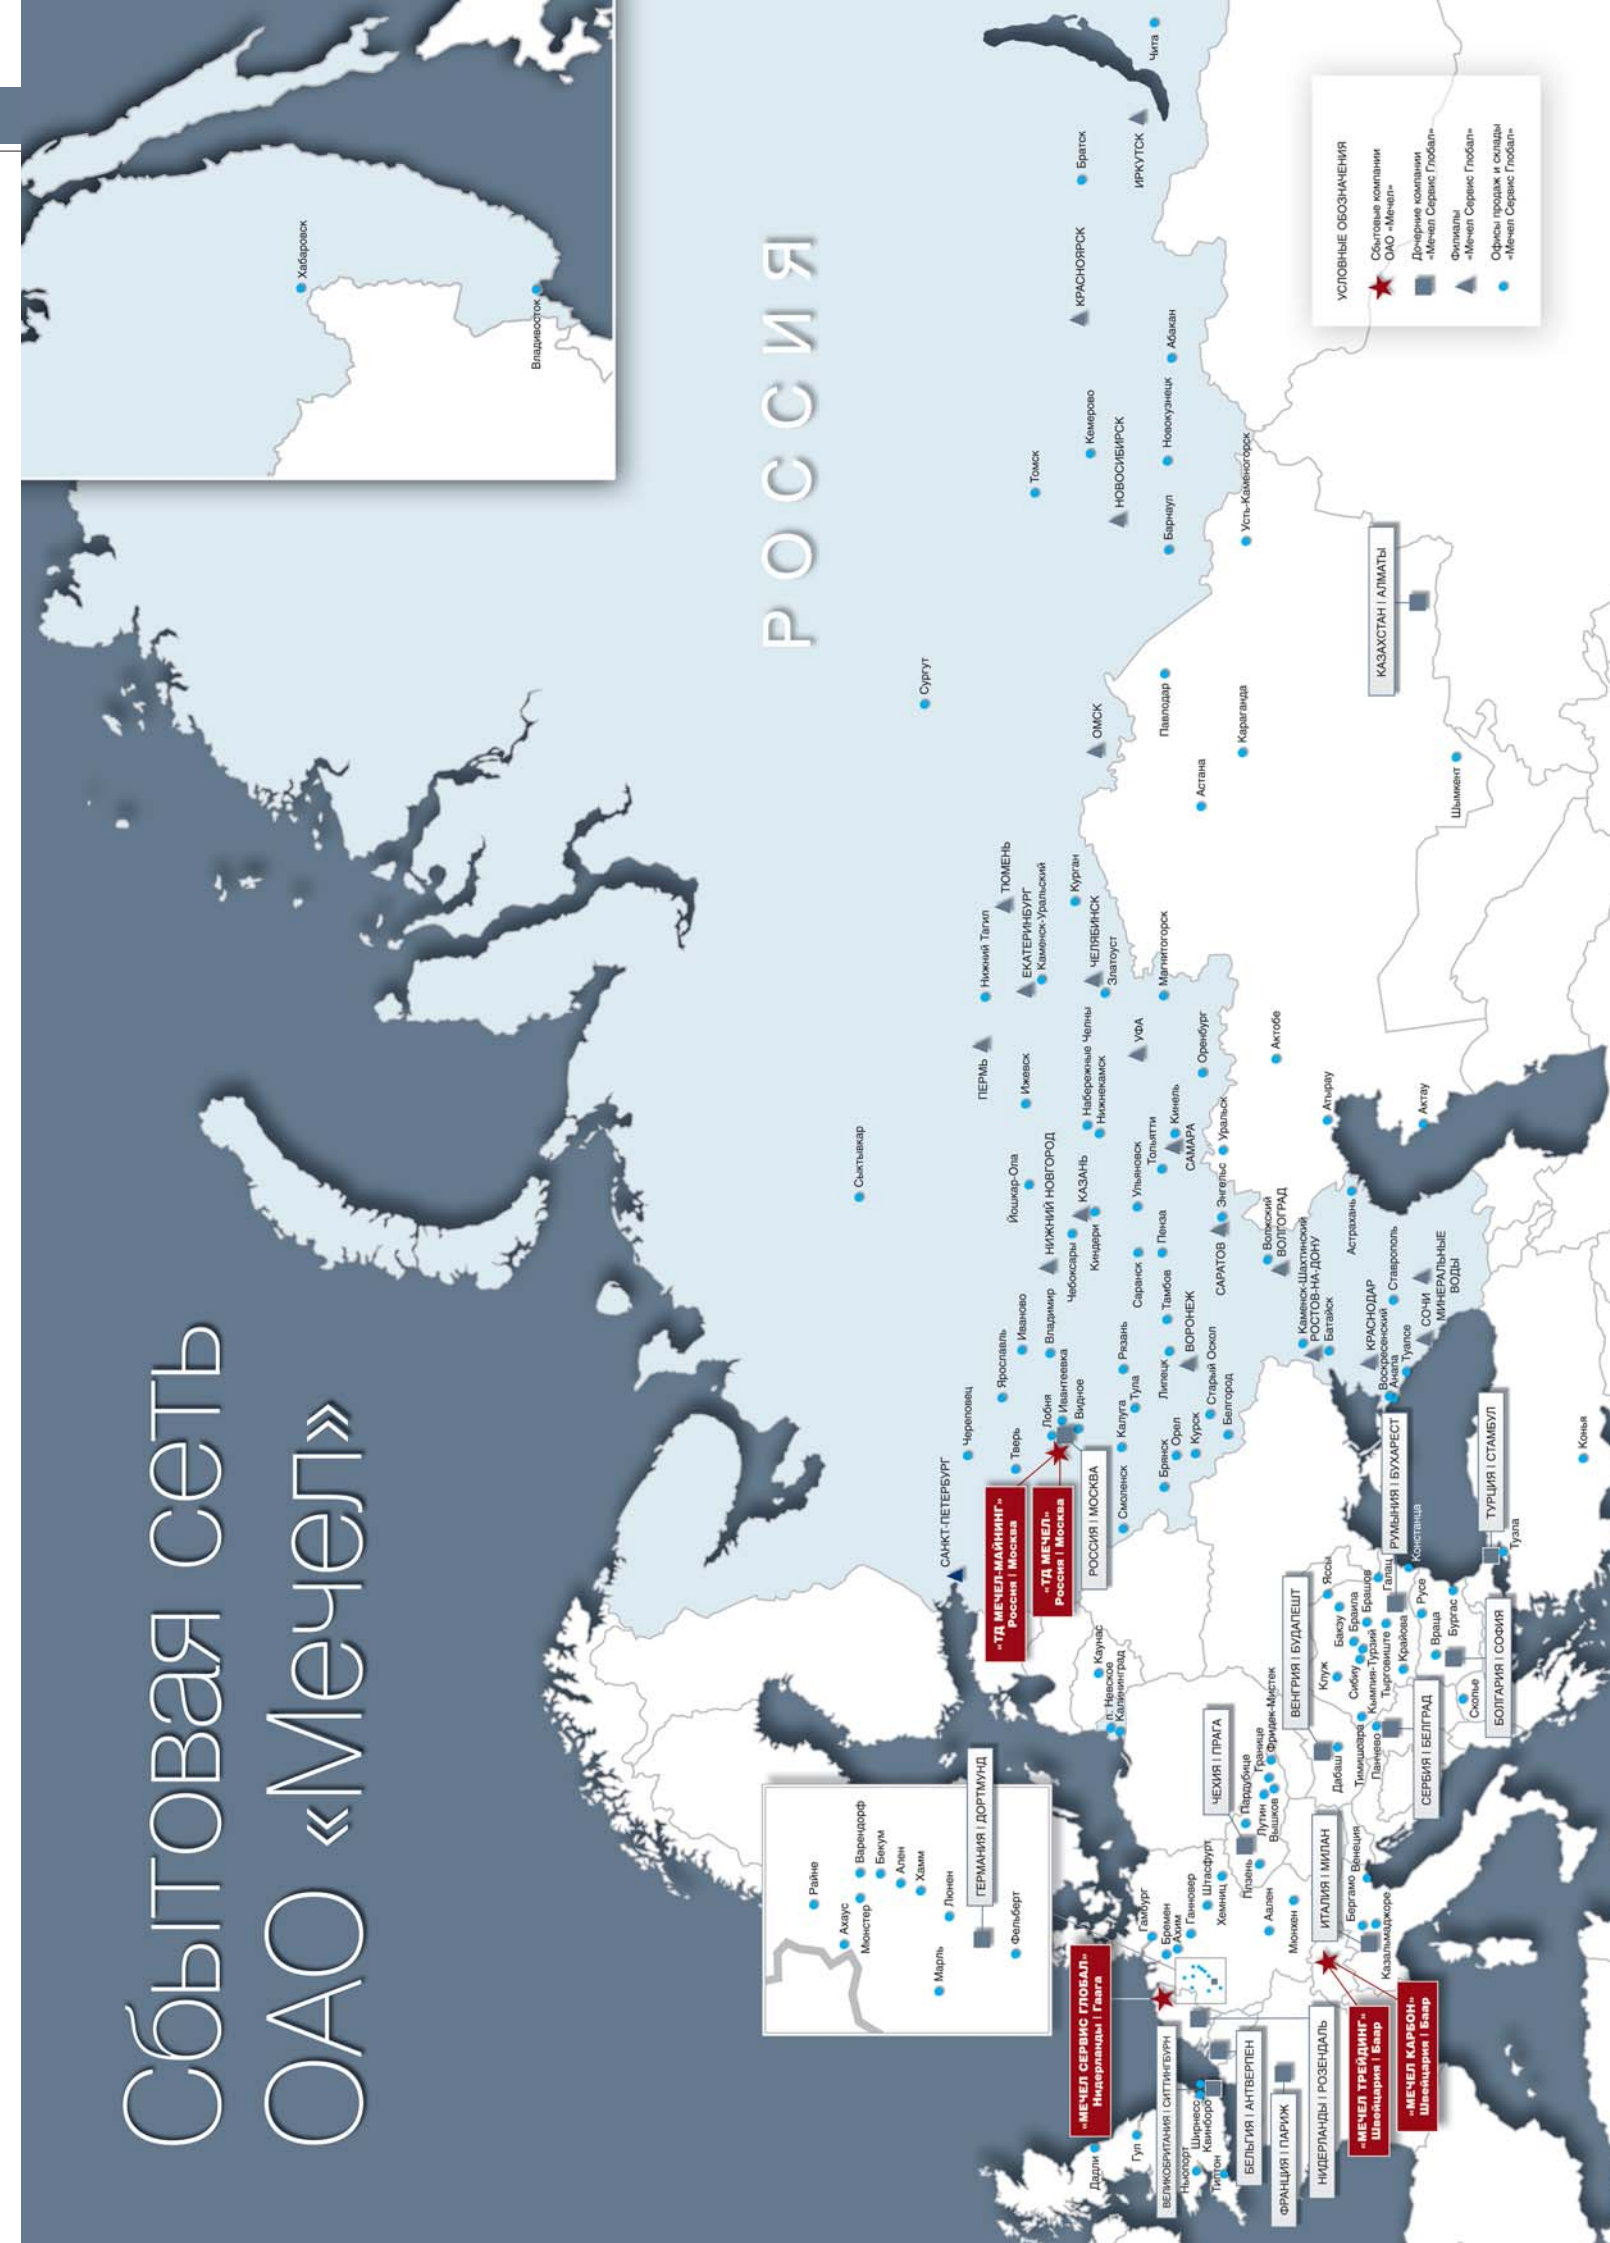 Сбытовая сеть
ОАО «Мечел»
РОССИЯ
Хабаровск
Владивосток
УСЛОВНЫЕ ОБОЗНАЧЕНИЯ
Сбытовые компании
ОАО «Мечел»
Дочерние компании
«Мечел Сервис Глобал»
Филиалы
«Мечел Сервис Глобал»
Офисы продаж и склады
«Мечел Сервис Глобал»
Райне
Ахаус
Мюнстер
Варендорф
Бекум
Ален
Хамм
Люнен
Марль
ГЕРМАНИЯ | ДОРТМУНД
Фельберт
«МЕЧЕЛ СЕРВИС ГЛОБАЛ»
Нидерланды | Гаага
Дадли
Гул
ВЕЛИКОБРИТАНИЯ | СИТТИНГБУРН
Ньюпорт
Ширнесс
Квинборо
Типтон
БЕЛЬГИЯ | АНТВЕРПЕН
ФРАНЦИЯ | ПАРИЖ
НИДЕРЛАНДЫ | РОЗЕНДАЛЬ
«МЕЧЕЛ ТРЕЙДИНГ»
Швейцария | Баар
«МЕЧЕЛ КАРБОН»
Швейцария | Баар
Гамбург
Бремен
Ахим
Ганновер
Штасфурт
Хемниц
Аален
Мюнхен
Пльзень
ЧЕХИЯ | ПРАГА
Пардубице
Лутин
Вышков
Границе
Фридек-Мистек
ИТАЛИЯ | МИЛАН
Бергамо
Венеция
Казальмаджоре
ВЕНГРИЯ | БУДАПЕШТ
Дабаш
Тимишоара
Панчево
СЕРБИЯ | БЕЛГРАД
Клуж
Бакэу
Яссы
Сибиу
Браила
Кымпия-Турзий
Брашов
Тырговиште
Галац
Крайова
РУМЫНИЯ | БУХАРЕСТ
Констанца
Русе
Враца
Бургас
Скопье
БОЛГАРИЯ | СОФИЯ
ТУРЦИЯ | СТАМБУЛ
Тузла
Конья
Каунас
п. Невское
Калининград
САНКТ-ПЕТЕРБУРГ
Череповец
«ТД МЕЧЕЛ-МАЙНИНГ»
Россия | Москва
«ТД МЕЧЕЛ»
Россия | Москва
РОССИЯ | МОСКВА
Тверь
Ярославль
Иваново
Лобня
Ивантеевка
Видное
Владимир
Смоленск
Калуга
Тула
Рязань
Брянск
Орел
Курск
Липецк
Тамбов
ВОРОНЕЖ
Старый Оскол
Белгород
Сыктывкар
НИЖНИЙ НОВГОРОД
Йошкар-Ола
Чебоксары
Киндери
КАЗАНЬ
Саранск
Пенза
Ульяновск
Тольятти
САМАРА
Кинель
САРАТОВ
Энгельс
Уральск
Волжский
ВОЛГОГРАД
Каменск-Шахтинский
РОСТОВ-НА-ДОНУ
Батайск
Астрахань
КРАСНОДАР
Воскресенский
Анапа
Туапсе
Ставрополь
СОЧИ
МИНЕРАЛЬНЫЕ
ВОДЫ
ПЕРМЬ
Ижевск
Набережные Челны
Нижнекамск
УФА
Оренбург
Нижний Тагил
ТЮМЕНЬ
ЕКАТЕРИНБУРГ
Каменск-Уральский
Курган
ЧЕЛЯБИНСК
Златоуст
Магнитогорск
Актобе
Атырау
Актау
Сургут
ОМСК
Павлодар
Астана
Караганда
Шымкент
КАЗАХСТАН | АЛМАТЫ
Усть-Каменогорск
Томск
Кемерово
НОВОСИБИРСК
Барнаул
Новокузнецк
Абакан
КРАСНОЯРСК
Братск
ИРКУТСК
Чита